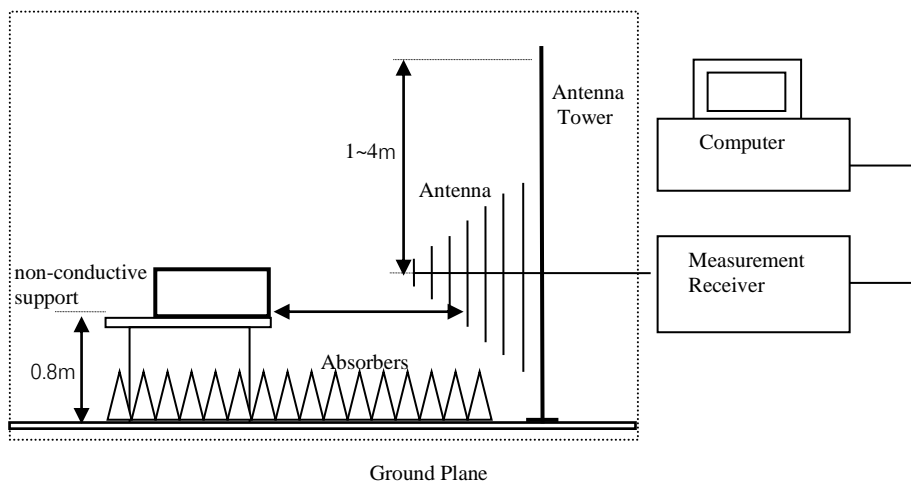 Antenna
Tower
Computer
1~4m
Antenna
Measurement
Receiver
non-conductive
support
Absorbers
0.8m
Ground Plane